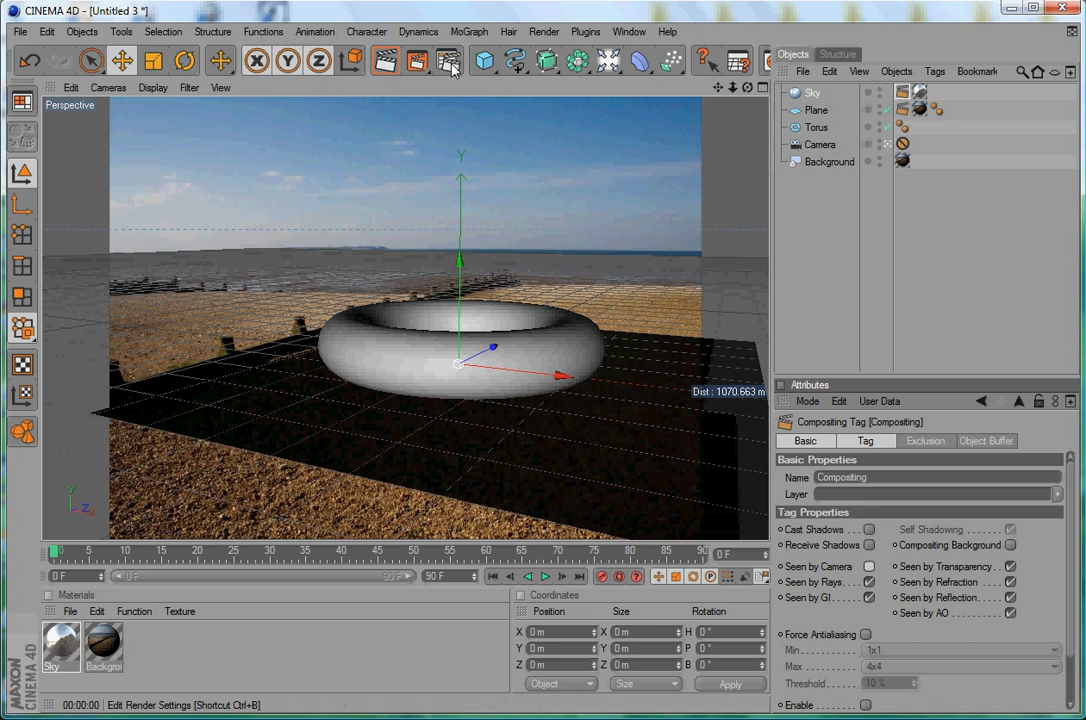 CINEMA 4D - [Untitled 3 *]
File Edit Objects Tools Selection Structure Functions Animation Character Dynamics MoGraph Hair Render Plugins Window Help
X Y Z
Objects Structure
File Edit View Objects Tags Bookmark
Edit Cameras Display Filter View
Perspective
Sky
Plane
Torus
Camera
Background
Y
Dist : 1070.663 m
Y
Z
Attributes
Mode Edit User Data
Compositing Tag [Compositing]
Basic Tag Exclusion Object Buffer
Basic Properties
Name Compositing
Layer
Tag Properties
Cast Shadows . . . Self Shadowing . . . . . . .
Receive Shadows Compositing Background
Seen by Camera Seen by Transparency . . .
Seen by Rays. . . . Seen by Refraction . . . . .
Seen by GI. . . . . . Seen by Reflection. . . . . .
Seen by AO . . . . . . . . .
Force Antialiasing
Min . . . . . . . . . 1x1
Max . . . . . . . . 4x4
Threshold. . . . . . 10 %
Enable . . . . . . .
0 5 10 15 20 25 30 35 40 45 50 55 60 65 70 75 80 85 90 0 F
0 F 0 F 90 F 90 F
Materials
File Edit Function Texture
Sky Backgro
Coordinates
Position Size Rotation
X 0 m X 0 m H 0 °
Y 0 m Y 0 m P 0 °
Z 0 m Z 0 m B 0 °
Object Size Apply
MAXON
CINEMA 4D
00:00:00 Edit Render Settings [Shortcut Ctrl+B]